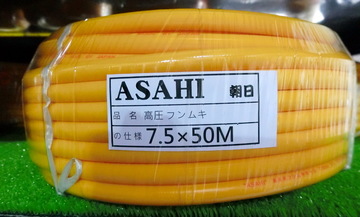 ASAHI 朝日
品 名 高圧フンムキ
の仕様 7.5×50M